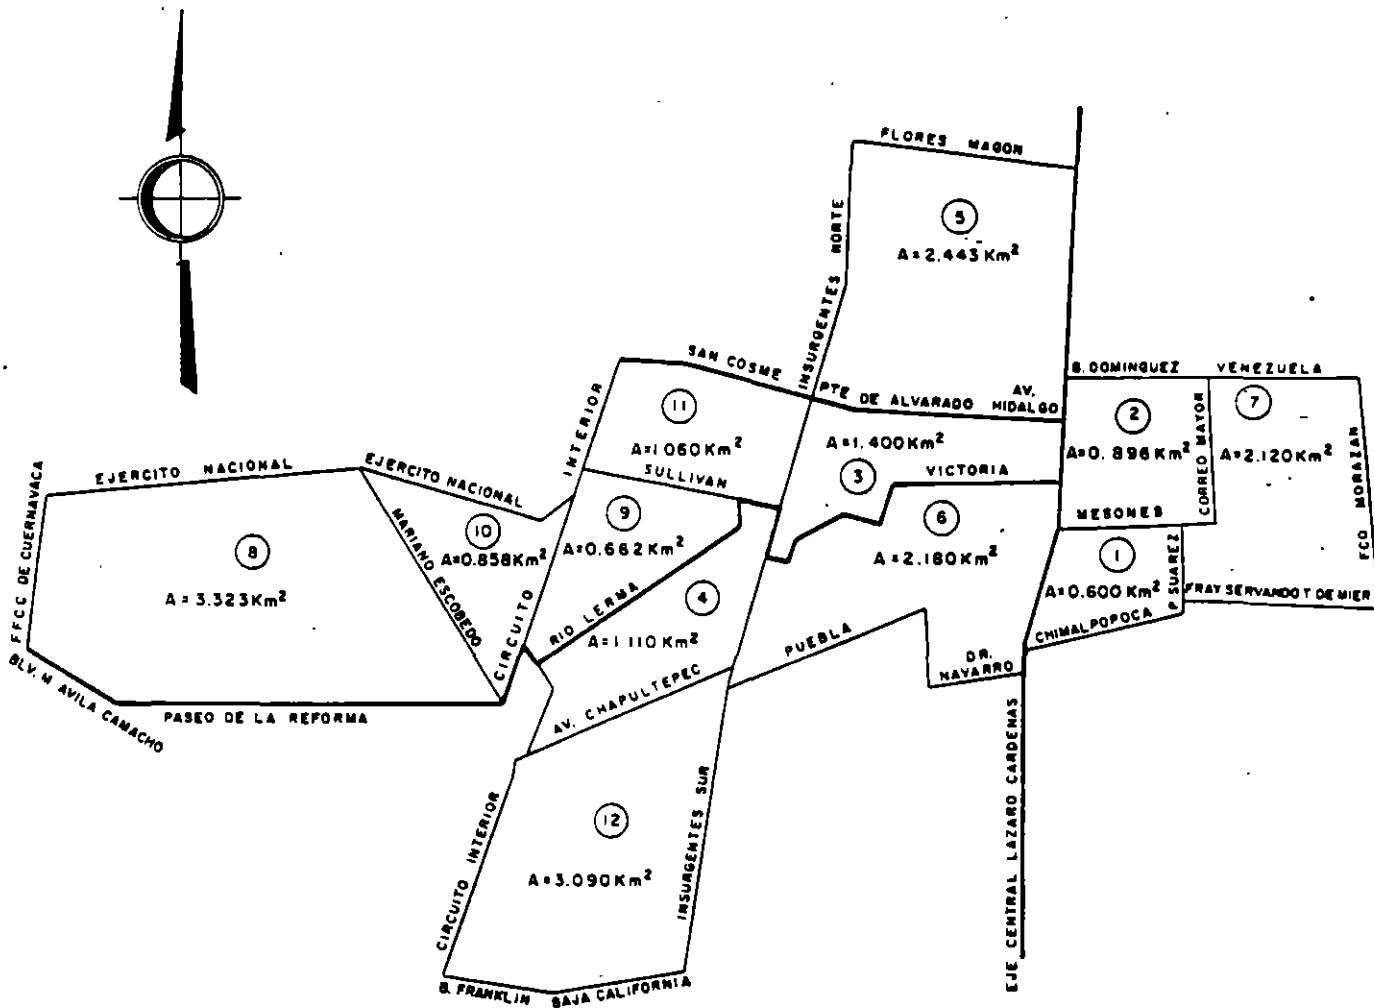 FLORES MAGON
INSURGENTES NORTE
5
A=2.443 Km²
SAN COSME
PTE DE ALVARADO
AV. HIDALGO
B. DOMINGUEZ
VENEZUELA
INTERIOR
11
A=1.060 Km²
SULLIVAN
A=1.400 Km²
3
VICTORIA
2
A=0.896 Km²
CORREO MAYOR
7
A=2.120 Km²
FCO MORAZAN
MESONES
EJERCITO NACIONAL
EJERCITO NACIONAL
FFCC DE CUERNAVACA
8
A=3.323 Km²
MARIANO ESCOBEDO
10
A=0.858 Km²
9
A=0.662 Km²
CIRCUITO
RIO LERMA
4
A=1.110 Km²
6
A=2.180 Km²
1
A=0.600 Km²
P SUAREZ
FRAY SERVANDO T DE MIER
CHIMALPOPOCA
PUEBLA
DR. NAVARRO
AV. CHAPULTEPEC
BLV. M AVILA CAMACHO
PASEO DE LA REFORMA
CIRCUITO INTERIOR
12
A=3.090 Km²
INSURGENTES SUR
EJE CENTRAL LAZARO CARDENAS
B. FRANKLIN
BAJA CALIFORNIA